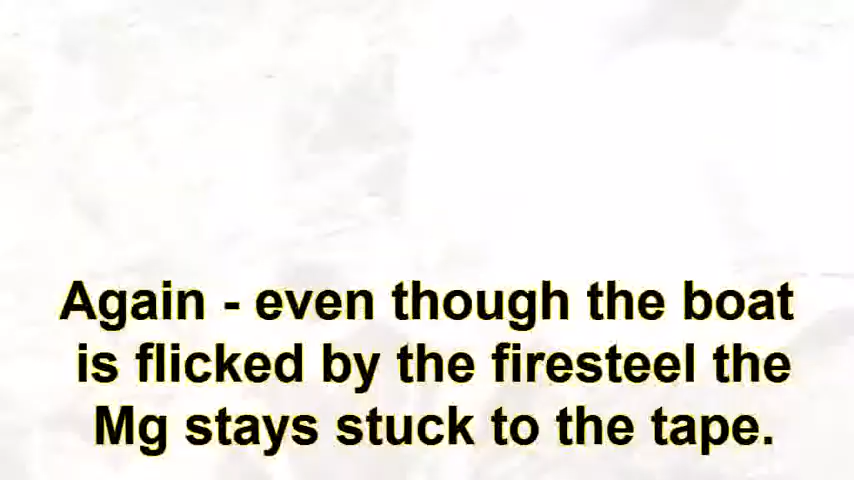 Again - even though the boat
is flicked by the firesteel the
Mg stays stuck to the tape.